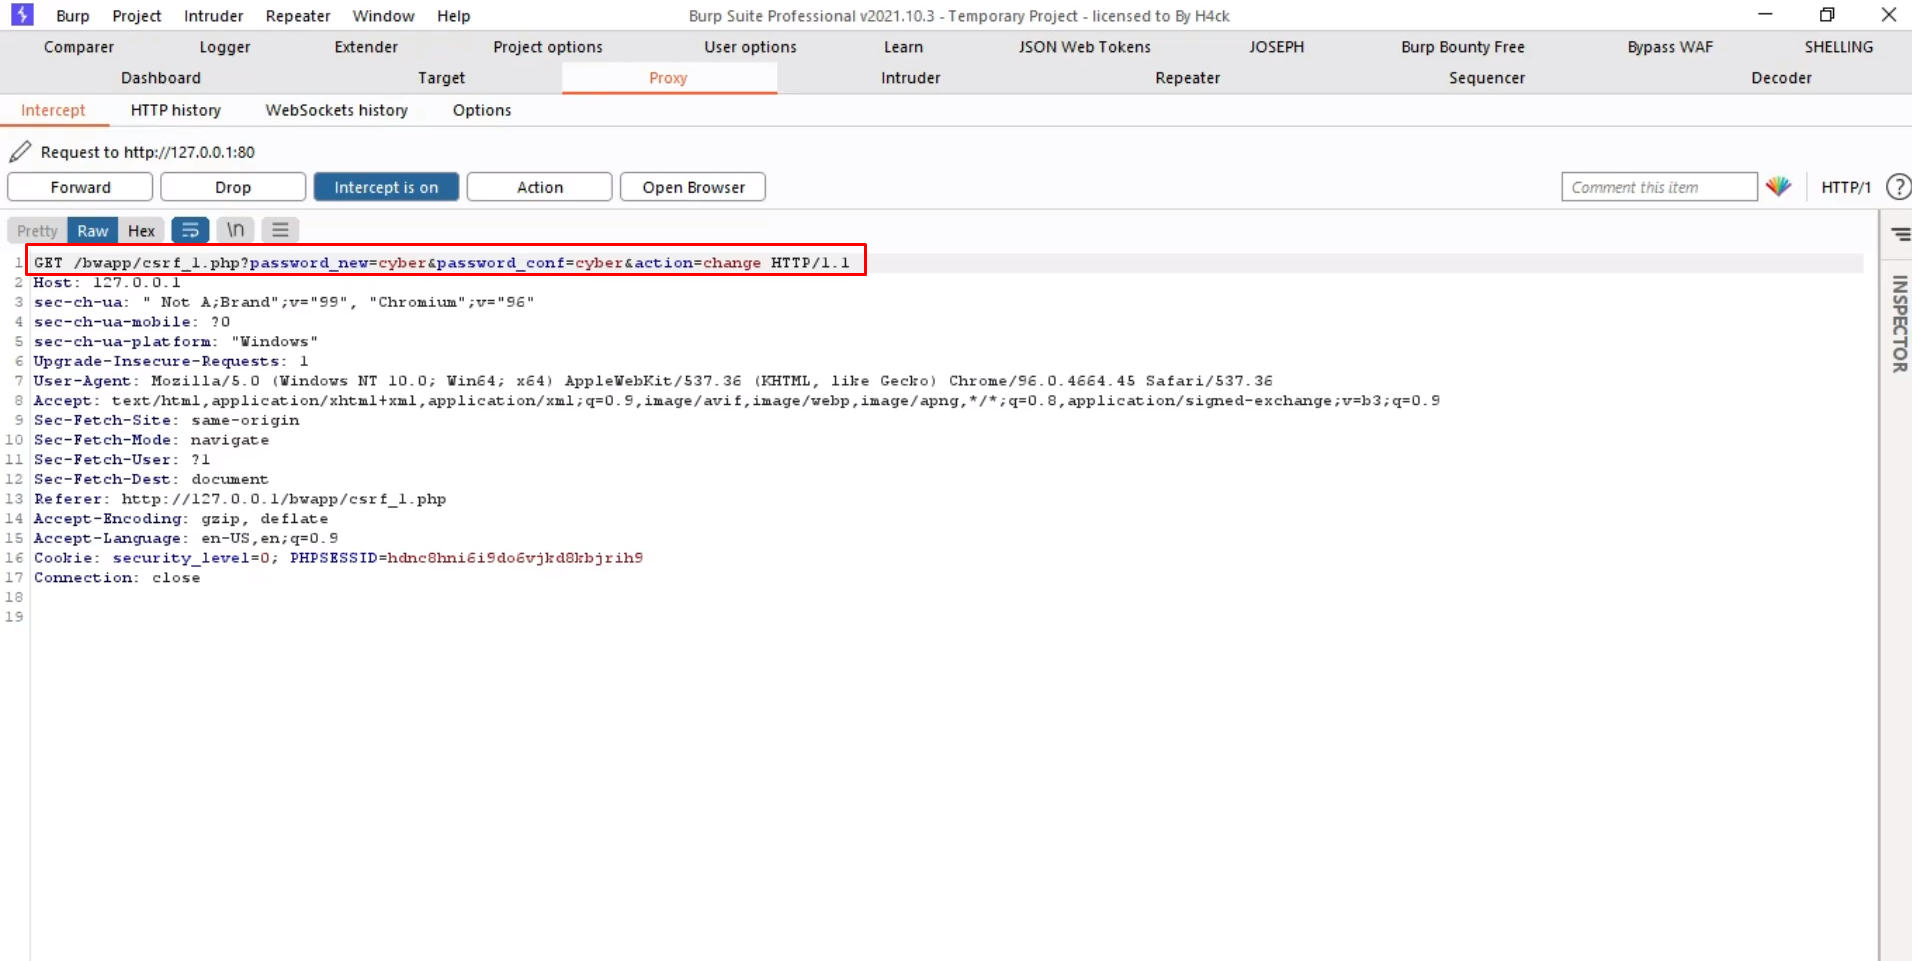 Burp Project Intruder Repeater Window Help Burp Suite Professional v2021.10.3 - Temporary Project - licensed to By H4ck
Comparer Logger Extender Project options User options Learn JSON Web Tokens JOSEPH Burp Bounty Free Bypass WAF SHELLING
Dashboard Target Proxy Intruder Repeater Sequencer Decoder
Intercept HTTP history WebSockets history Options
Request to http://127.0.0.1:80
Forward Drop Intercept is on Action Open Browser Comment this item HTTP/1 ?
Pretty Raw Hex \n
1 GET /bwapp/csrf_1.php?password_new=cyber&password_conf=cyber&action=change HTTP/1.1
2 Host: 127.0.0.1
3 sec-ch-ua: " Not A;Brand";v="99", "Chromium";v="96"
4 sec-ch-ua-mobile: ?0
5 sec-ch-ua-platform: "Windows"
6 Upgrade-Insecure-Requests: 1
7 User-Agent: Mozilla/5.0 (Windows NT 10.0; Win64; x64) AppleWebKit/537.36 (KHTML, like Gecko) Chrome/96.0.4664.45 Safari/537.36
8 Accept: text/html,application/xhtml+xml,application/xml;q=0.9,image/avif,image/webp,image/apng,*/*;q=0.8,application/signed-exchange;v=b3;q=0.9
9 Sec-Fetch-Site: same-origin
10 Sec-Fetch-Mode: navigate
11 Sec-Fetch-User: ?1
12 Sec-Fetch-Dest: document
13 Referer: http://127.0.0.1/bwapp/csrf_1.php
14 Accept-Encoding: gzip, deflate
15 Accept-Language: en-US,en;q=0.9
16 Cookie: security_level=0; PHPSESSID=hdnc8hni6i9do6vjkd8kbjrih9
17 Connection: close
18
19
INSPECTOR